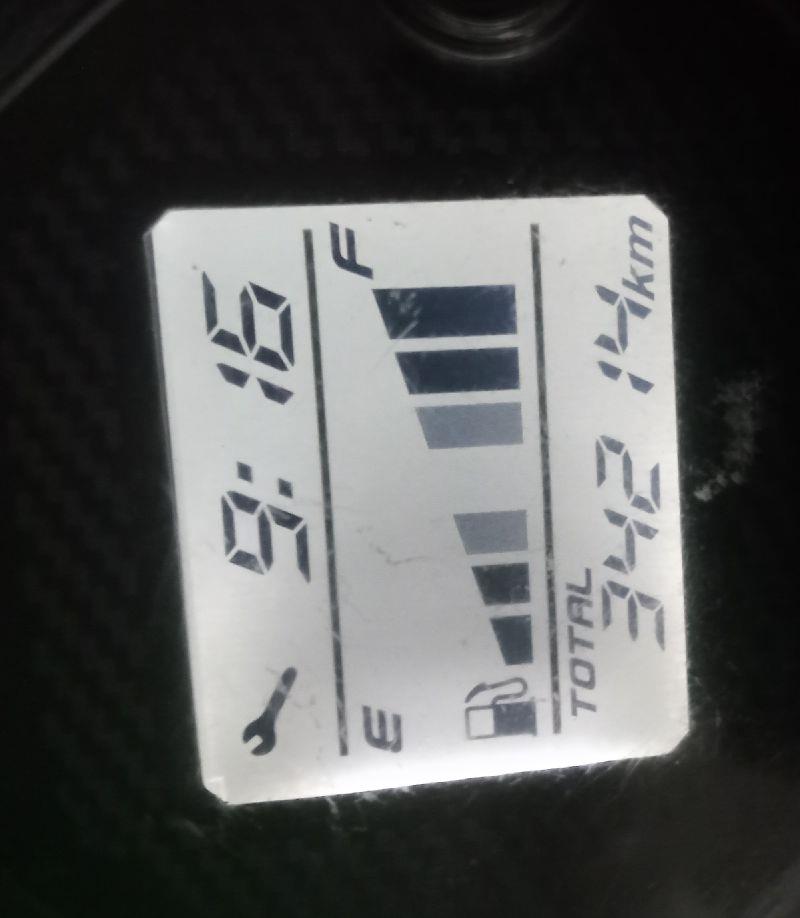 9:16
E F
TOTAL
34214km